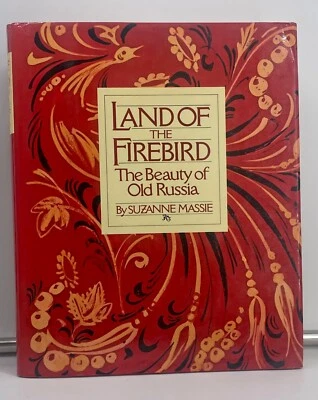 LAND OF
THE
FIREBIRD
The Beauty of
Old Russia
By SUZANNE MASSIE